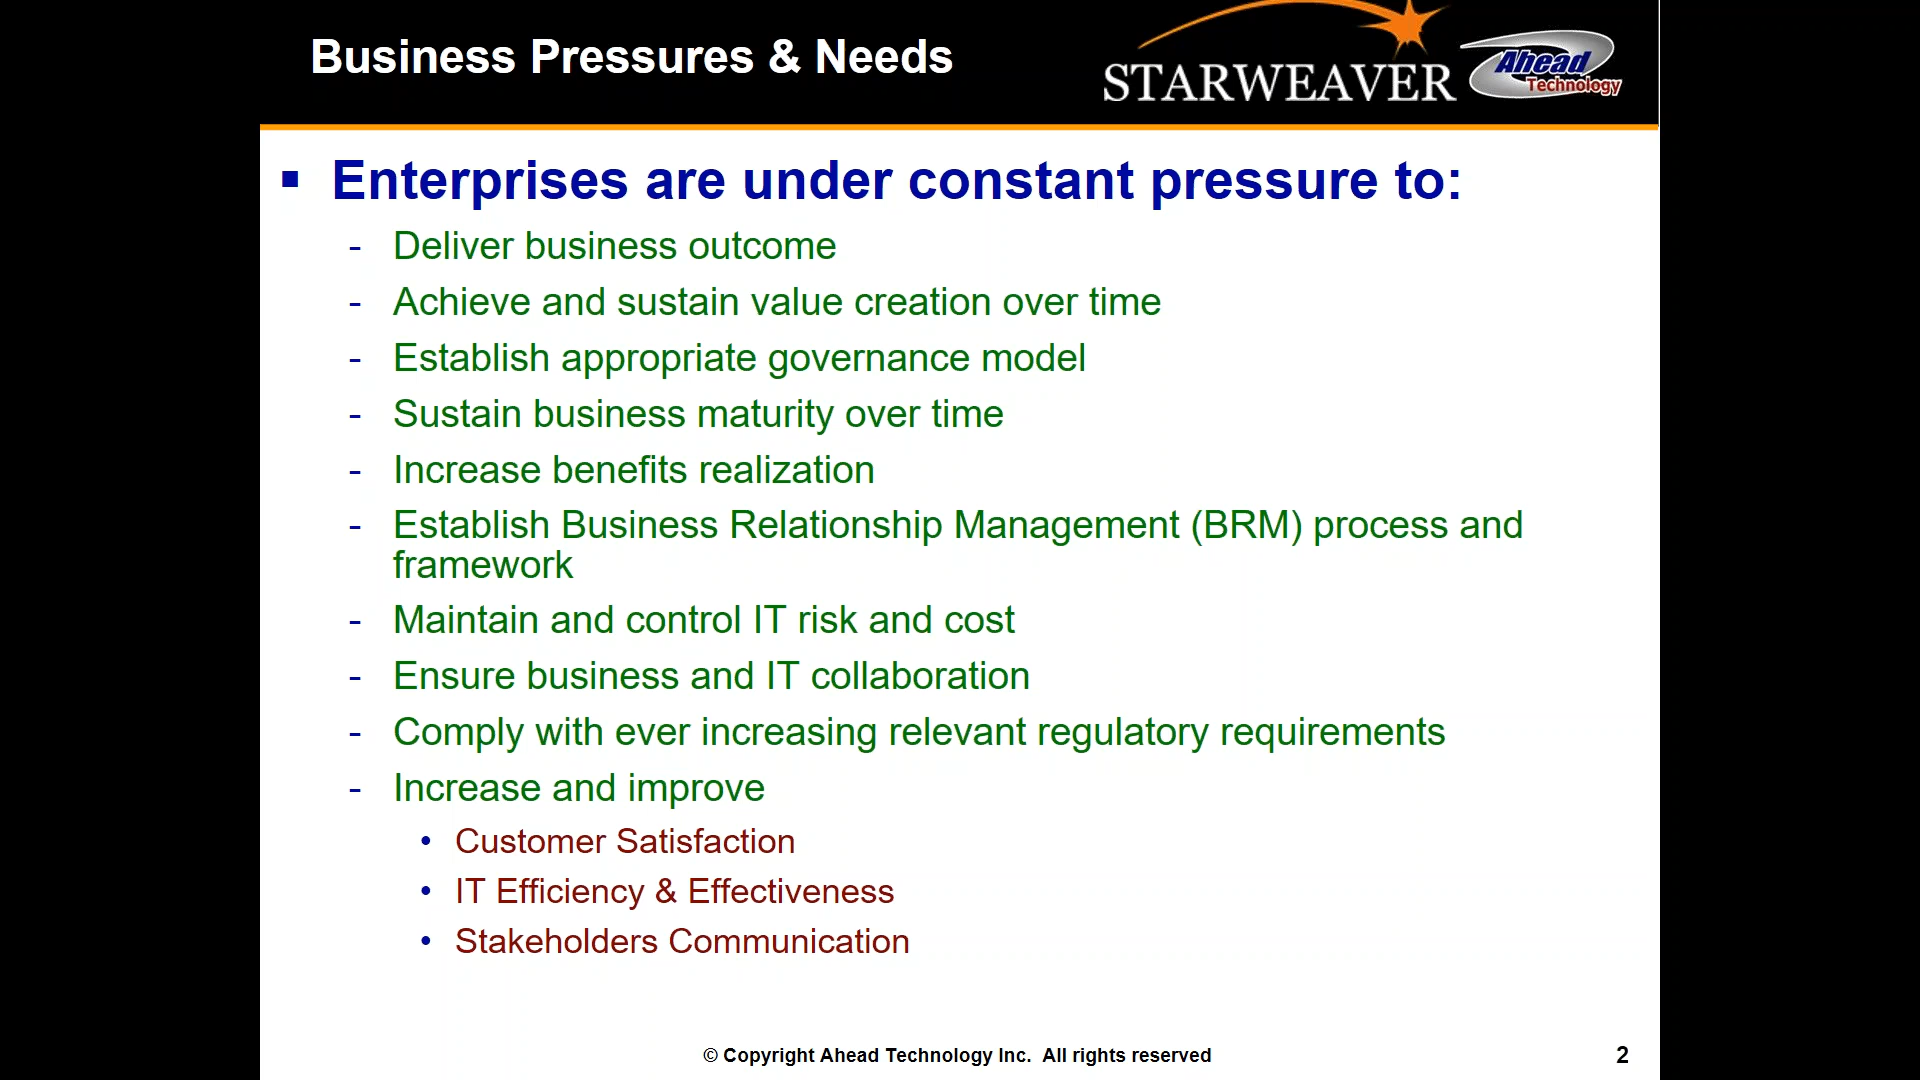 Business Pressures & Needs
STARWEAVER
Ahead
Technology
▪ Enterprises are under constant pressure to:
- Deliver business outcome
- Achieve and sustain value creation over time
- Establish appropriate governance model
- Sustain business maturity over time
- Increase benefits realization
- Establish Business Relationship Management (BRM) process and
framework
- Maintain and control IT risk and cost
- Ensure business and IT collaboration
- Comply with ever increasing relevant regulatory requirements
- Increase and improve
• Customer Satisfaction
• IT Efficiency & Effectiveness
• Stakeholders Communication
© Copyright Ahead Technology Inc. All rights reserved
2